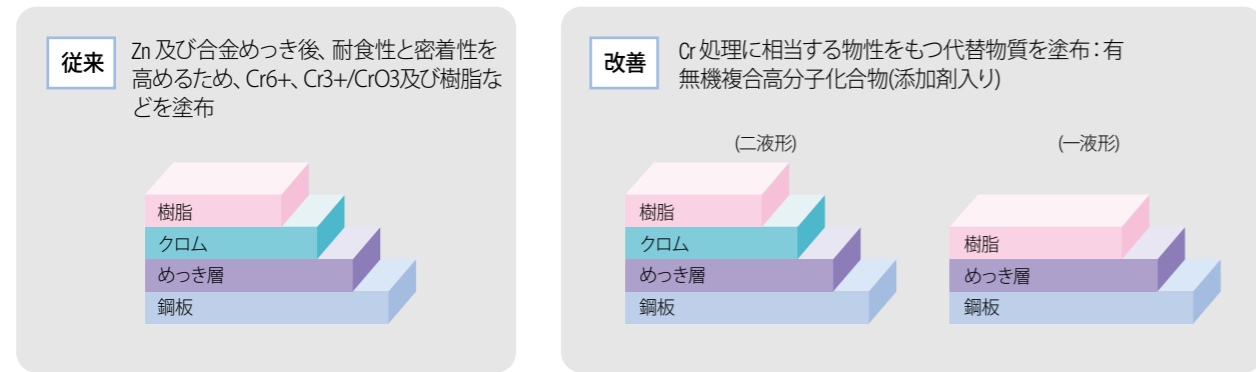 従来
Zn 及び合金めっき後、耐食性と密着性を
高めるため、Cr6+、Cr3+/CrO3及び樹脂な
どを塗布
樹脂
クロム
めっき層
鋼板
改善
Cr 処理に相当する物性をもつ代替物質を塗布：有
無機複合高分子化合物(添加剤入り)
(二液形)
樹脂
クロム
めっき層
鋼板
(一液形)
樹脂
めっき層
鋼板